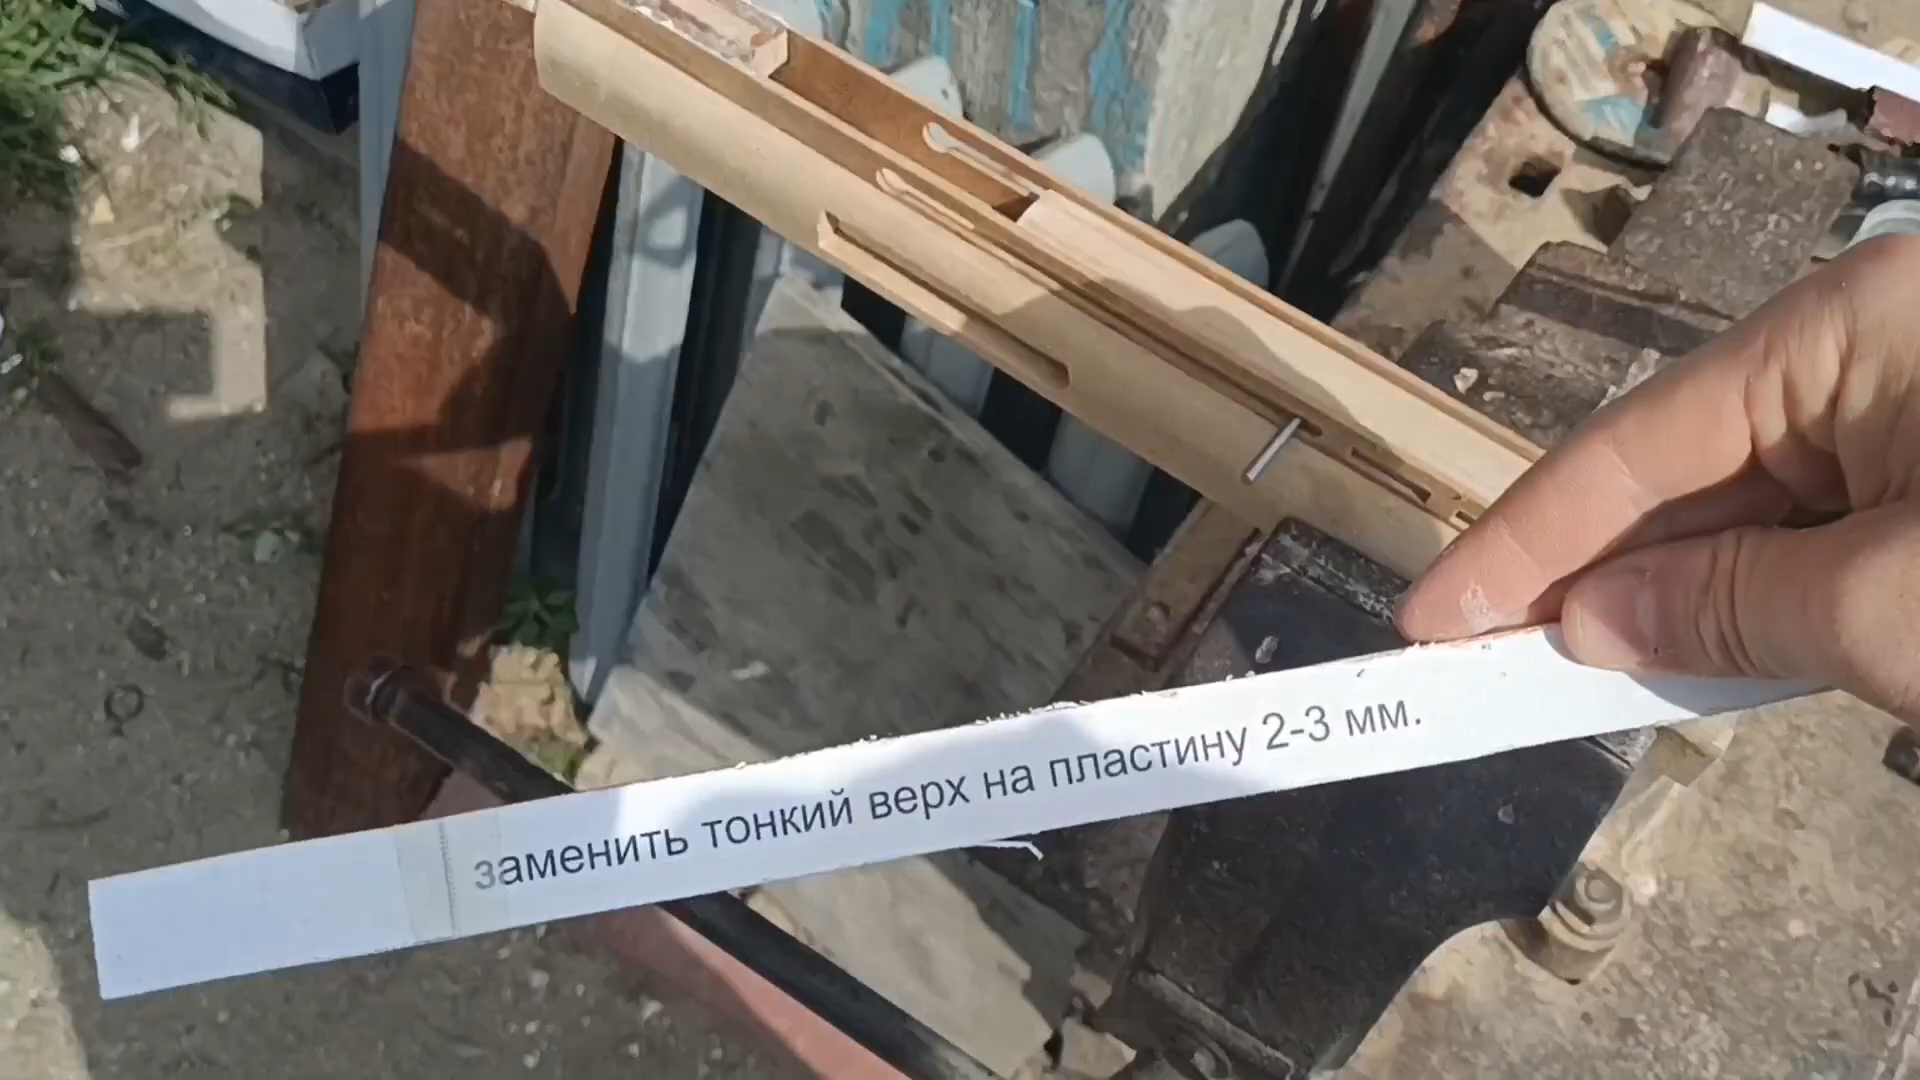 заменить тонкий верх на пластину 2-3 мм.